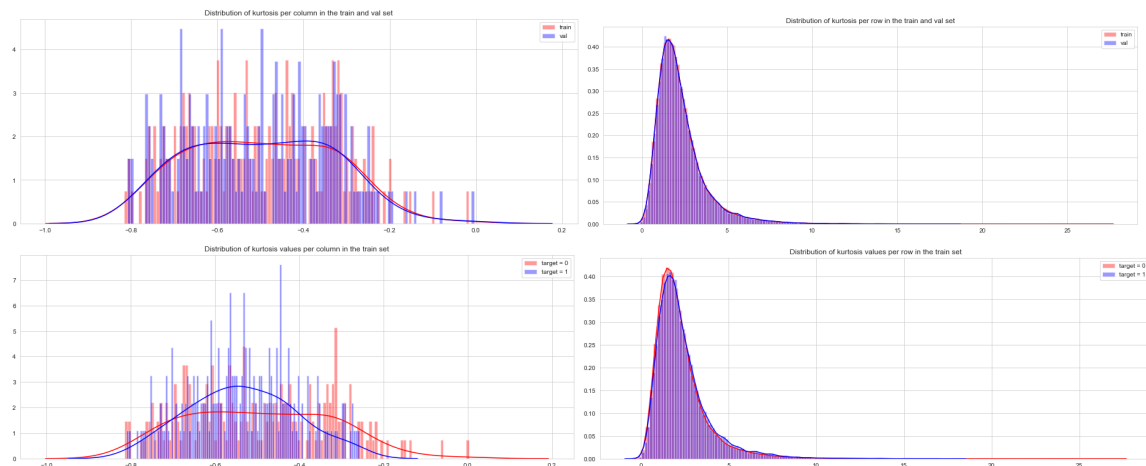 Distribution of kurtosis per column in the train and val set
train
val
4
3
2
1
0
−1.0 −0.8 −0.6 −0.4 −0.2 0.0 0.2
Distribution of kurtosis per row in the train and val set
train
val
0.40
0.35
0.30
0.25
0.20
0.15
0.10
0.05
0.00
0 5 10 15 20 25
Distribution of kurtosis values per column in the train set
target = 0
target = 1
7
6
5
4
3
2
1
0
−1.0 −0.8 −0.6 −0.4 −0.2 0.0 0.2
Distribution of kurtosis values per row in the train set
target = 0
target = 1
0.40
0.35
0.30
0.25
0.20
0.15
0.10
0.05
0.00
0 5 10 15 20 25